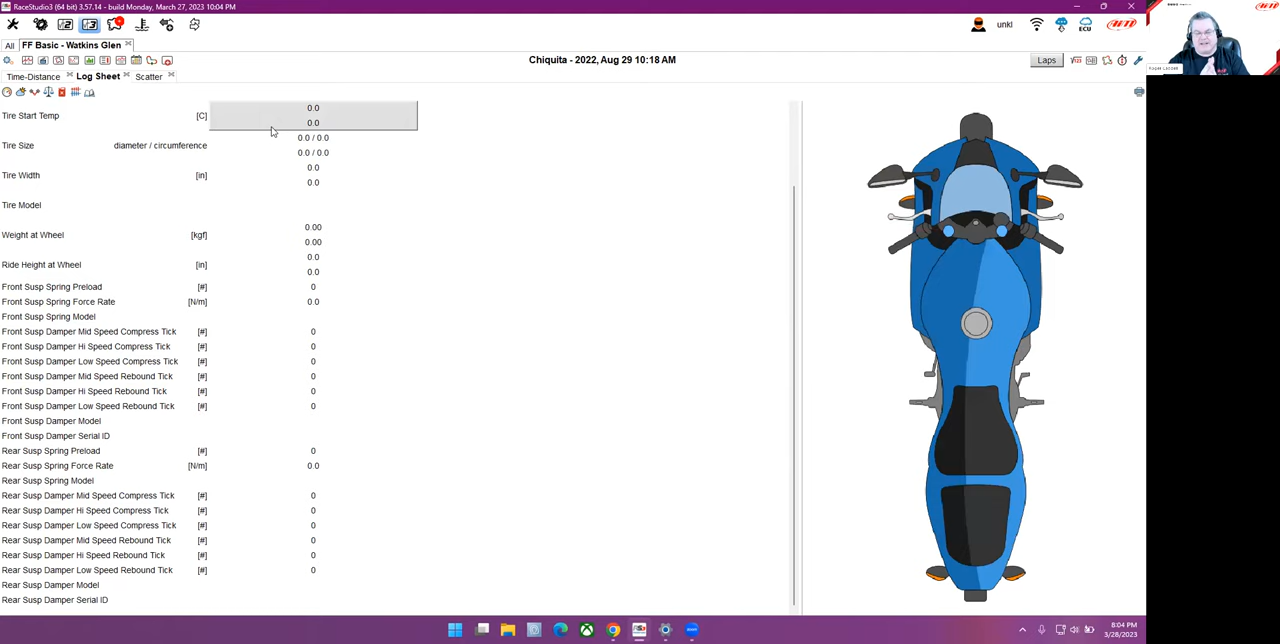 RaceStudio3 (64 bit) 3.57.14 - build Monday, March 27, 2023 10:04 PM
unkl
ECU
AiM
All
FF Basic - Watkins Glen
Chiquita - 2022, Aug 29 10:18 AM
Laps
Time-Distance
Log Sheet
Scatter
Tire Start Temp [C] 0.0
0.0
Tire Size diameter / circumference 0.0 / 0.0
0.0 / 0.0
Tire Width [in] 0.0
0.0
Tire Model
Weight at Wheel [kgf] 0.00
0.00
Ride Height at Wheel [in] 0.0
0.0
Front Susp Spring Preload [#] 0
Front Susp Spring Force Rate [N/m] 0.0
Front Susp Spring Model
Front Susp Damper Mid Speed Compress Tick [#] 0
Front Susp Damper Hi Speed Compress Tick [#] 0
Front Susp Damper Low Speed Compress Tick [#] 0
Front Susp Damper Mid Speed Rebound Tick [#] 0
Front Susp Damper Hi Speed Rebound Tick [#] 0
Front Susp Damper Low Speed Rebound Tick [#] 0
Front Susp Damper Model
Front Susp Damper Serial ID
Rear Susp Spring Preload [#] 0
Rear Susp Spring Force Rate [N/m] 0.0
Rear Susp Spring Model
Rear Susp Damper Mid Speed Compress Tick [#] 0
Rear Susp Damper Hi Speed Compress Tick [#] 0
Rear Susp Damper Low Speed Compress Tick [#] 0
Rear Susp Damper Mid Speed Rebound Tick [#] 0
Rear Susp Damper Hi Speed Rebound Tick [#] 0
Rear Susp Damper Low Speed Rebound Tick [#] 0
Rear Susp Damper Model
Rear Susp Damper Serial ID
8:04 PM
3/28/2023